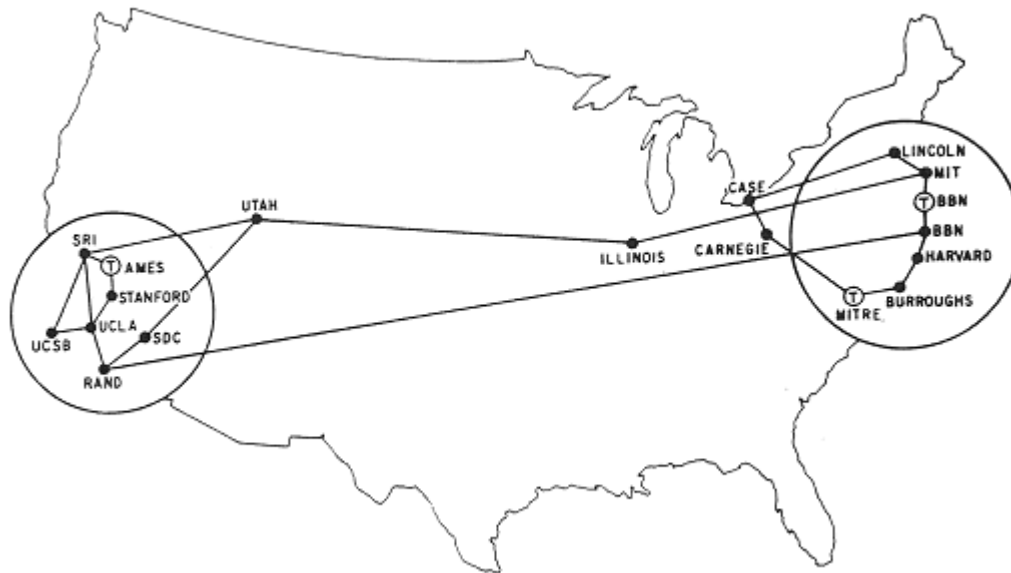 LINCOLN
MIT
CASE
T BBN
UTAH
BBN
CARNEGIE
SRI
ILLINOIS
HARVARD
T AMES
STANFORD
T
BURROUGHS
MITRE
UCLA
SDC
UCSB
RAND